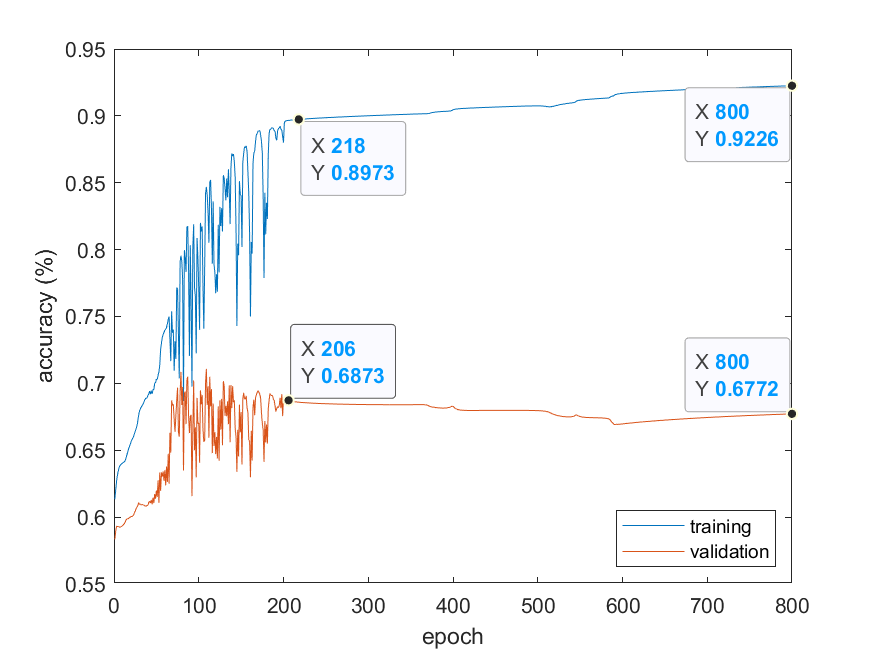 0.95
0.9
0.85
0.8
0.75
0.7
0.65
0.6
0.55
accuracy (%)
X 218
Y 0.8973
X 800
Y 0.9226
X 206
Y 0.6873
X 800
Y 0.6772
training
validation
0 100 200 300 400 500 600 700 800
epoch